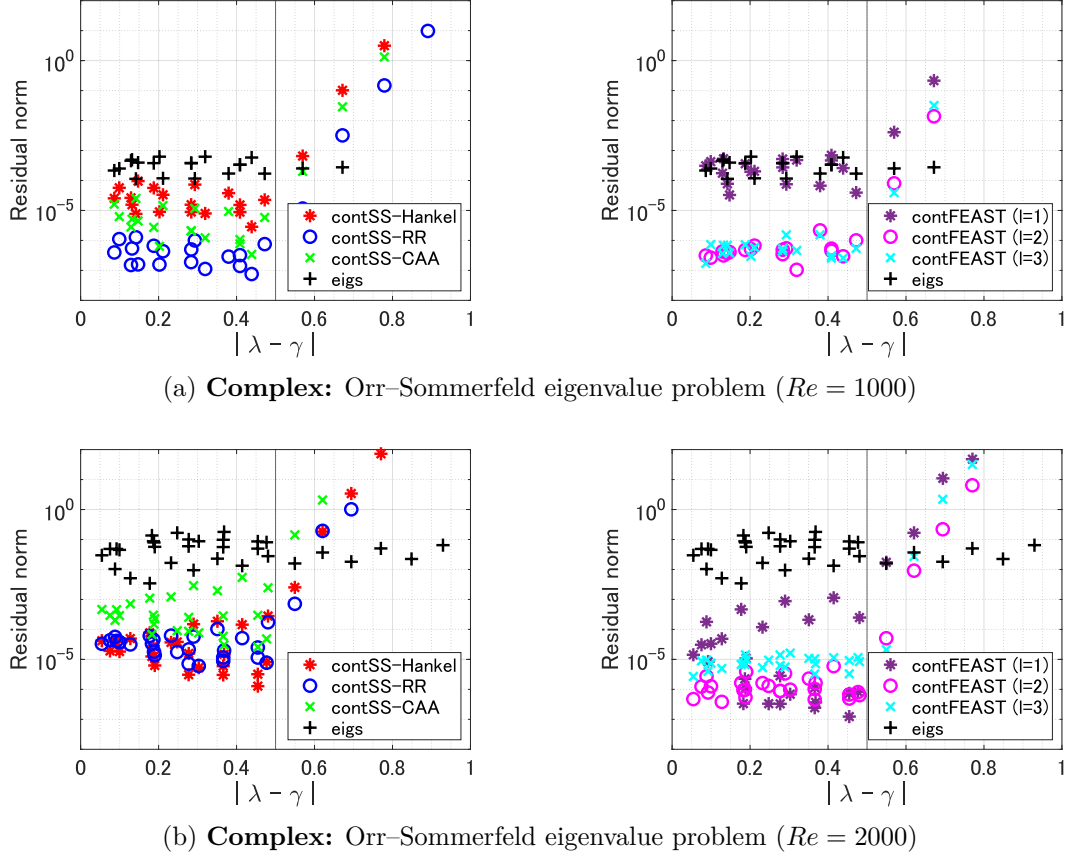 Residual norm
10^0
10^-5
contSS-Hankel
contSS-RR
contSS-CAA
eigs
0 0.2 0.4 0.6 0.8 1
| λ − γ |
Residual norm
10^0
10^-5
contFEAST (l=1)
contFEAST (l=2)
contFEAST (l=3)
eigs
0 0.2 0.4 0.6 0.8 1
| λ − γ |
(a) Complex: Orr–Sommerfeld eigenvalue problem (Re = 1000)
Residual norm
10^0
10^-5
contSS-Hankel
contSS-RR
contSS-CAA
eigs
0 0.2 0.4 0.6 0.8 1
| λ − γ |
Residual norm
10^0
10^-5
contFEAST (l=1)
contFEAST (l=2)
contFEAST (l=3)
eigs
0 0.2 0.4 0.6 0.8 1
| λ − γ |
(b) Complex: Orr–Sommerfeld eigenvalue problem (Re = 2000)